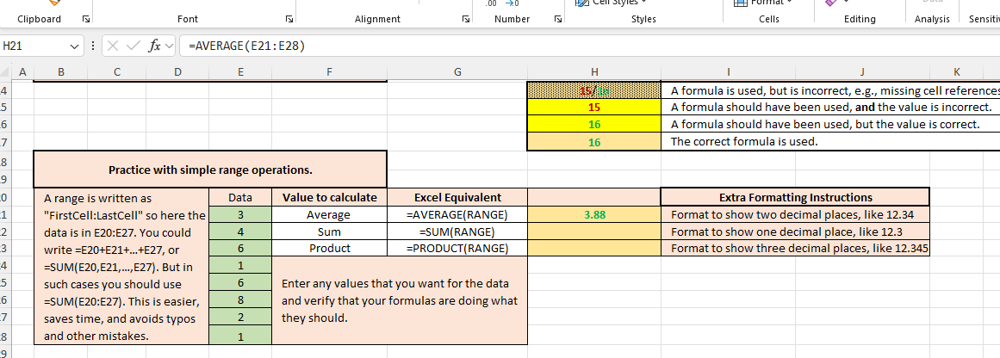 Clipboard Font Alignment Number Styles Cells Editing Analysis Sensiti
.00 →0 Cell Styles Format
H21 fx =AVERAGE(E21:E28)
A B C D E F G H I J K
4 15/16 A formula is used, but is incorrect, e.g., missing cell references
5 15 A formula should have been used, and the value is incorrect.
6 16 A formula should have been used, but the value is correct.
7 16 The correct formula is used.
8 Practice with simple range operations.
9
0 A range is written as Data Value to calculate Excel Equivalent Extra Formatting Instructions
1 "FirstCell:LastCell" so here the 3 Average =AVERAGE(RANGE) 3.88 Format to show two decimal places, like 12.34
2 data is in E20:E27. You could 4 Sum =SUM(RANGE) Format to show one decimal place, like 12.3
3 write =E20+E21+...+E27, or 6 Product =PRODUCT(RANGE) Format to show three decimal places, like 12.345
4 =SUM(E20,E21,...,E27). But in 1
5 such cases you should use 6 Enter any values that you want for the data
6 =SUM(E20:E27). This is easier, 8 and verify that your formulas are doing what
7 saves time, and avoids typos 2 they should.
8 and other mistakes. 1
9